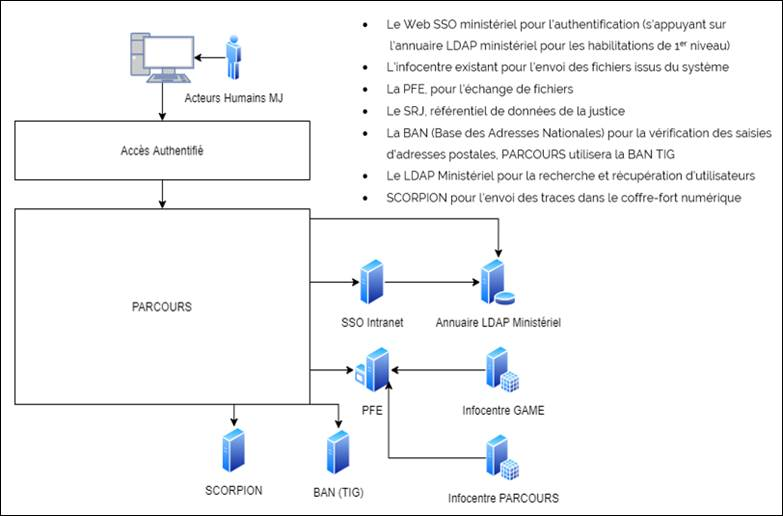 Le Web SSO ministériel pour l'authentification (s'appuyant sur
l'annuaire LDAP ministériel pour les habilitations de 1er niveau)
L'infocentre existant pour l'envoi des fichiers issus du système
La PFE, pour l'échange de fichiers
Le SRJ, référentiel de données de la justice
La BAN (Base des Adresses Nationales) pour la vérification des saisies
d'adresses postales, PARCOURS utilisera la BAN TIG
Le LDAP Ministériel pour la recherche et récupération d'utilisateurs
SCORPION pour l'envoi des traces dans le coffre-fort numérique
Acteurs Humains MJ
Accès Authentifié
PARCOURS
SSO Intranet
Annuaire LDAP Ministériel
PFE
Infocentre GAME
SCORPION
BAN (TIG)
Infocentre PARCOURS